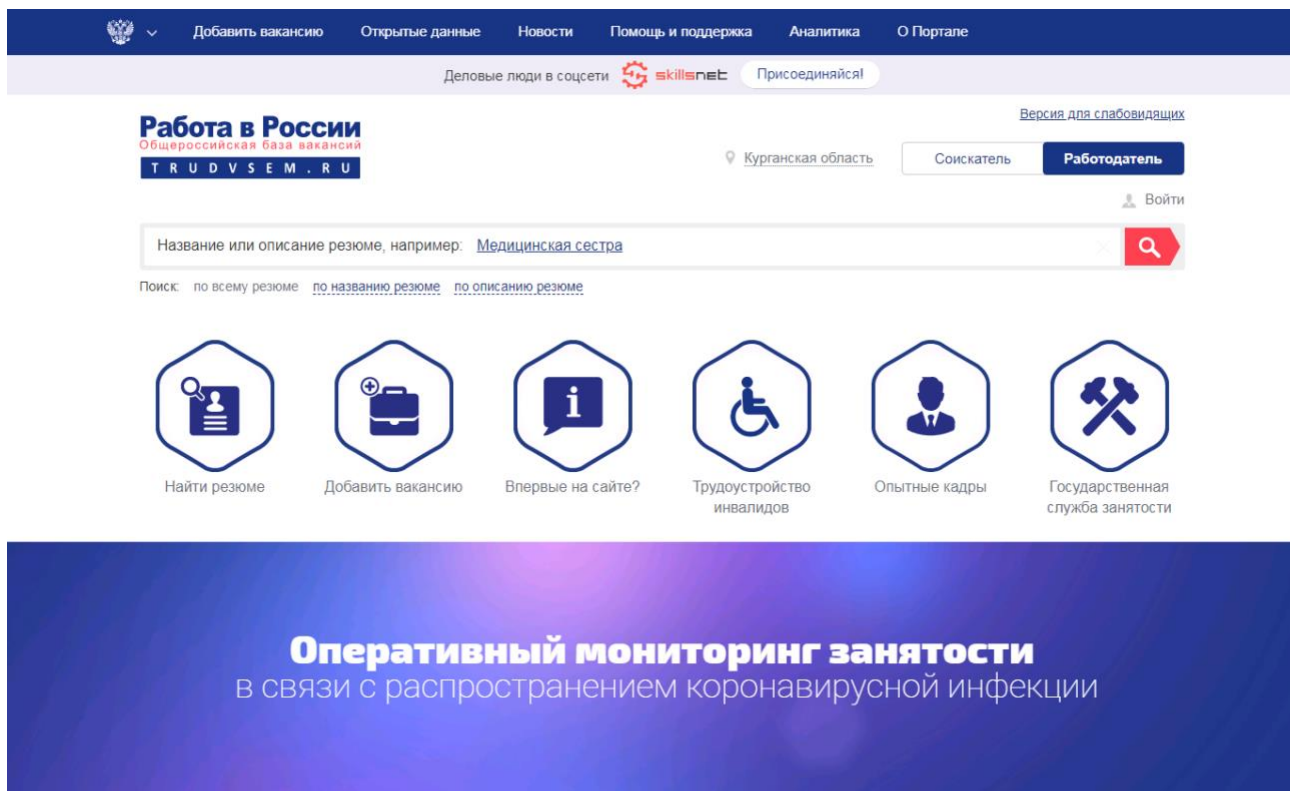 Добавить вакансию Открытые данные Новости Помощь и поддержка Аналитика О Портале
Деловые люди в соцсети skillsnet Присоединяйся!
Версия для слабовидящих
Работа в России
Общероссийская база вакансий
TRUDVSEM.RU
Курганская область Соискатель Работодатель
Войти
Название или описание резюме, например: Медицинская сестра
Поиск: по всему резюме по названию резюме по описанию резюме
Найти резюме Добавить вакансию Впервые на сайте? Трудоустройство инвалидов Опытные кадры Государственная служба занятости
Оперативный мониторинг занятости
в связи с распространением коронавирусной инфекции